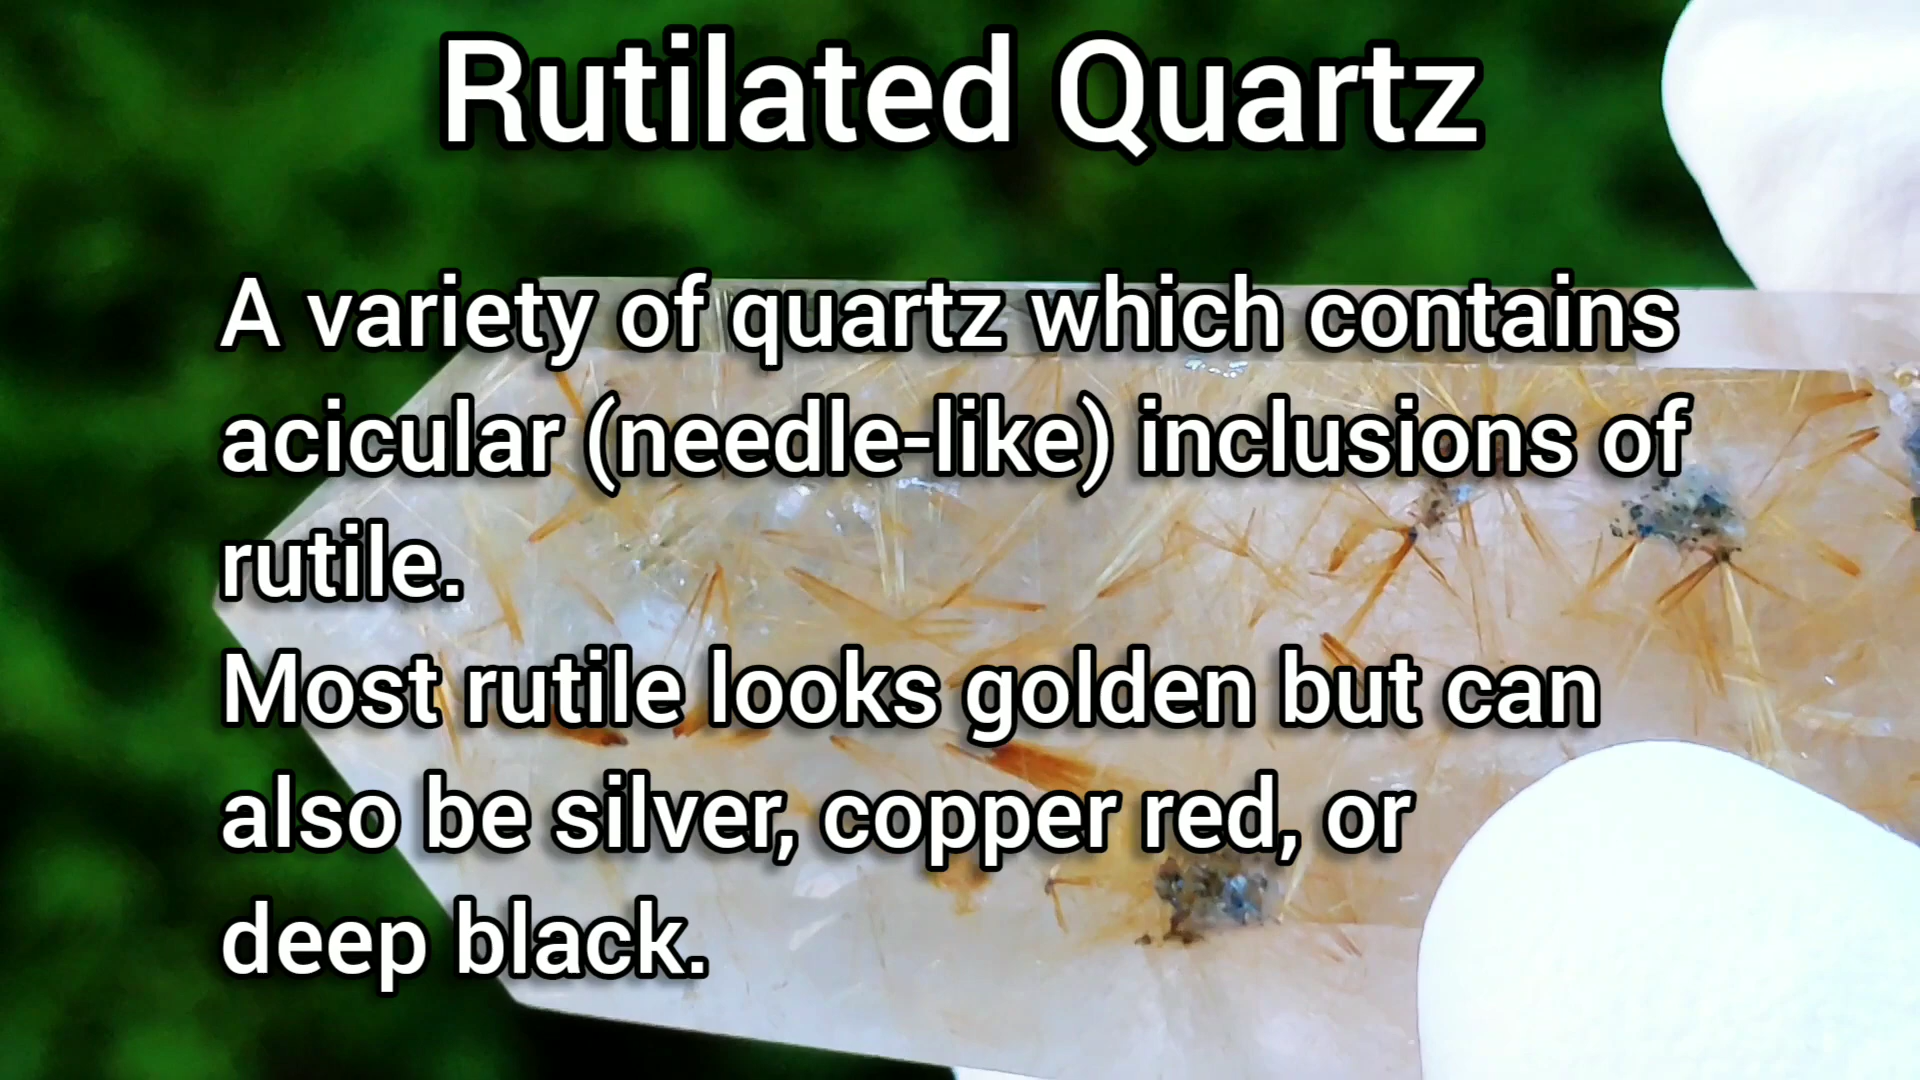 Rutilated Quartz
A variety of quartz which contains
acicular (needle-like) inclusions of
rutile.
Most rutile looks golden but can
also be silver, copper red, or
deep black.